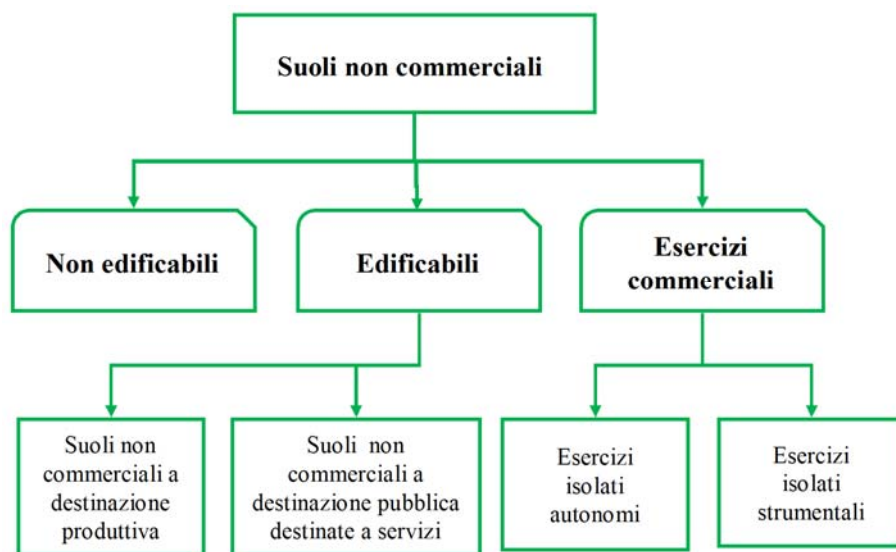 Suoli non commerciali
Non edificabili
Edificabili
Esercizi
commerciali
Suoli non
commerciali a
destinazione
produttiva
Suoli non
commerciali a
destinazione pubblica
destinate a servizi
Esercizi
isolati
autonomi
Esercizi
isolati
strumentali